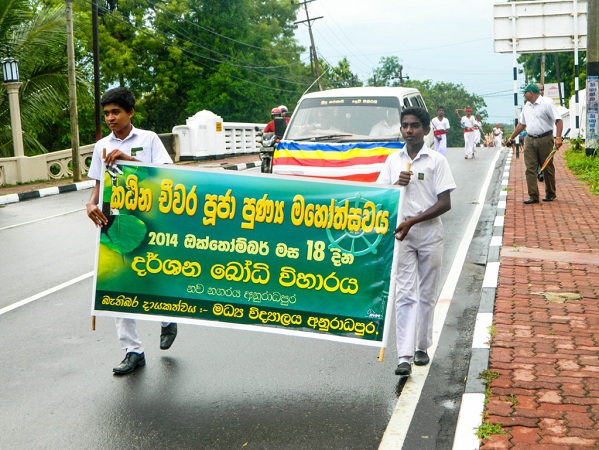 කඨින චීවර පූජා පුණ්‍ය මහෝත්සවය
2014 ඔක්තෝම්බර් මස 18 දින
දර්ශන බෝධි විහාරය
නව නගරය අනුරාධපුර
බැතිබර දායකත්වය :- මධ්‍ය විද්‍යාලය අනුරාධපුර.